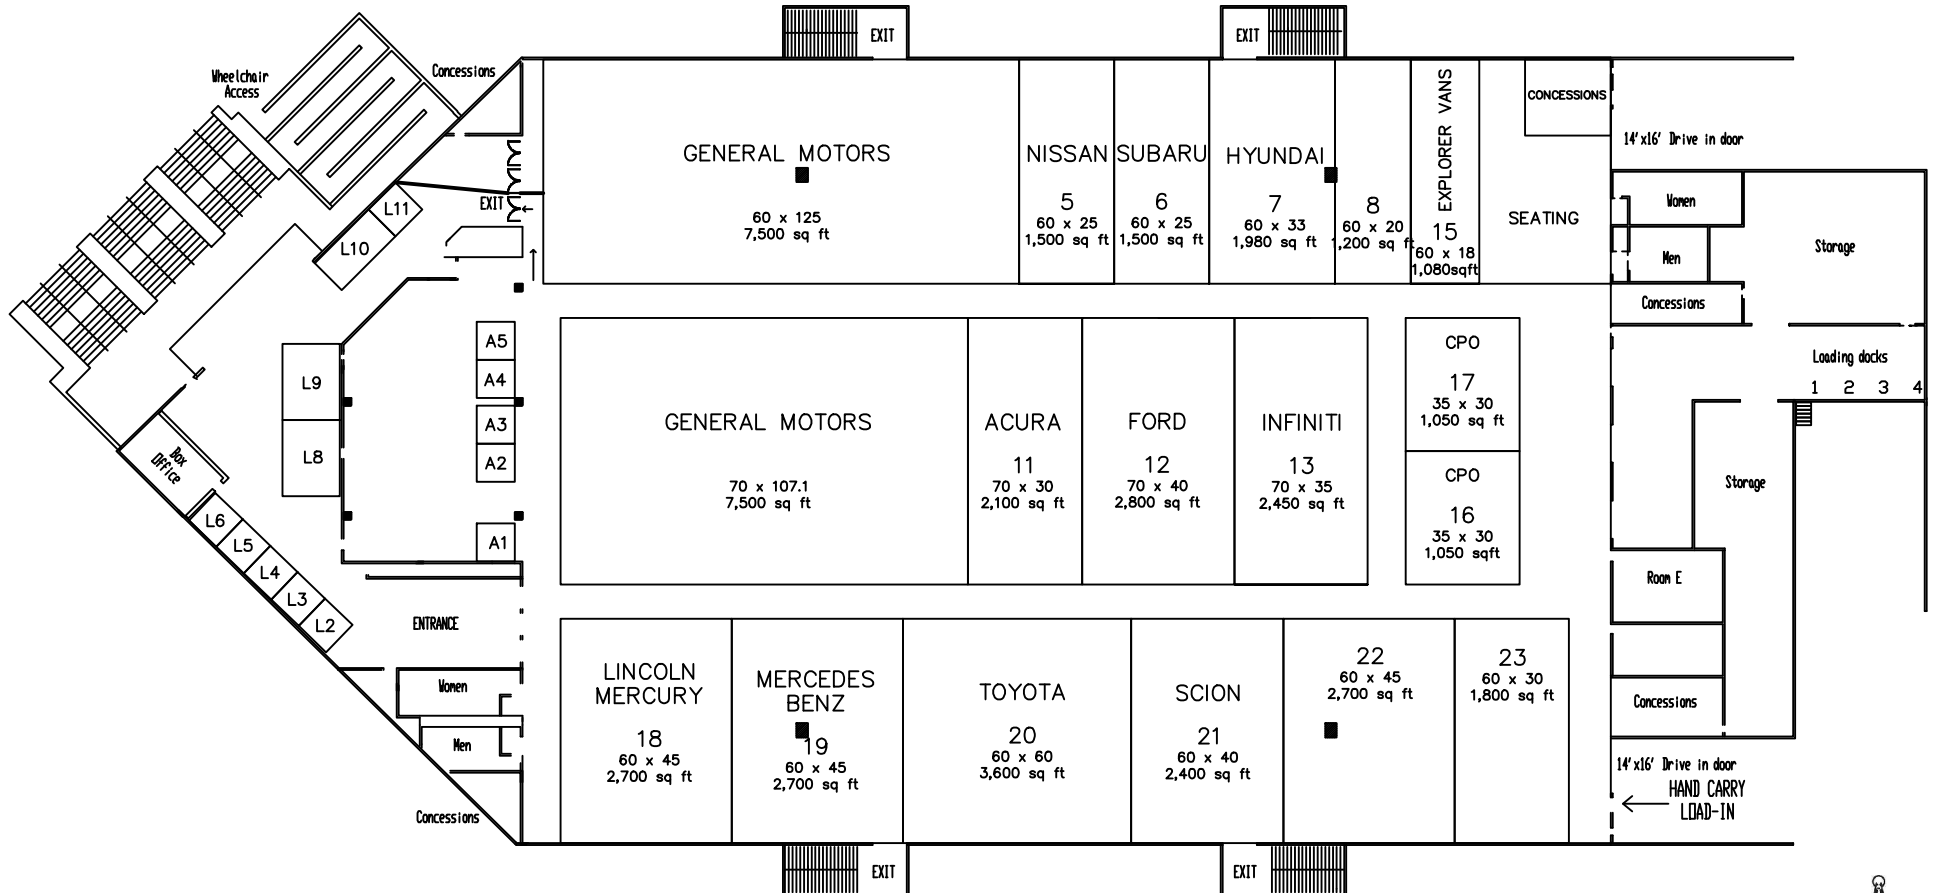 EXIT
EXIT
Wheelchair
Access
Concessions
CONCESSIONS
14'x16' Drive in door
GENERAL MOTORS
60 x 125
7,500 sq ft
NISSAN
5
60 x 25
1,500 sq ft
SUBARU
6
60 x 25
1,500 sq ft
HYUNDAI
7
60 x 33
1,980 sq ft
8
60 x 20
1,200 sq ft
EXPLORER VANS
15
60 x 18
1,080sqft
SEATING
Women
Men
Concessions
Storage
EXIT
L11
L10
L9
L8
A5
A4
A3
A2
A1
GENERAL MOTORS
70 x 107.1
7,500 sq ft
ACURA
11
70 x 30
2,100 sq ft
FORD
12
70 x 40
2,800 sq ft
INFINITI
13
70 x 35
2,450 sq ft
CPO
17
35 x 30
1,050 sq ft
CPO
16
35 x 30
1,050 sqft
Loading docks
1 2 3 4
Storage
Room E
Box
Office
L6
L5
L4
L3
L2
ENTRANCE
Women
Men
Concessions
LINCOLN
MERCURY
18
60 x 45
2,700 sq ft
MERCEDES
BENZ
19
60 x 45
2,700 sq ft
TOYOTA
20
60 x 60
3,600 sq ft
SCION
21
60 x 40
2,400 sq ft
22
60 x 45
2,700 sq ft
23
60 x 30
1,800 sq ft
Concessions
14'x16' Drive in door
HAND CARRY
LOAD-IN
EXIT
EXIT